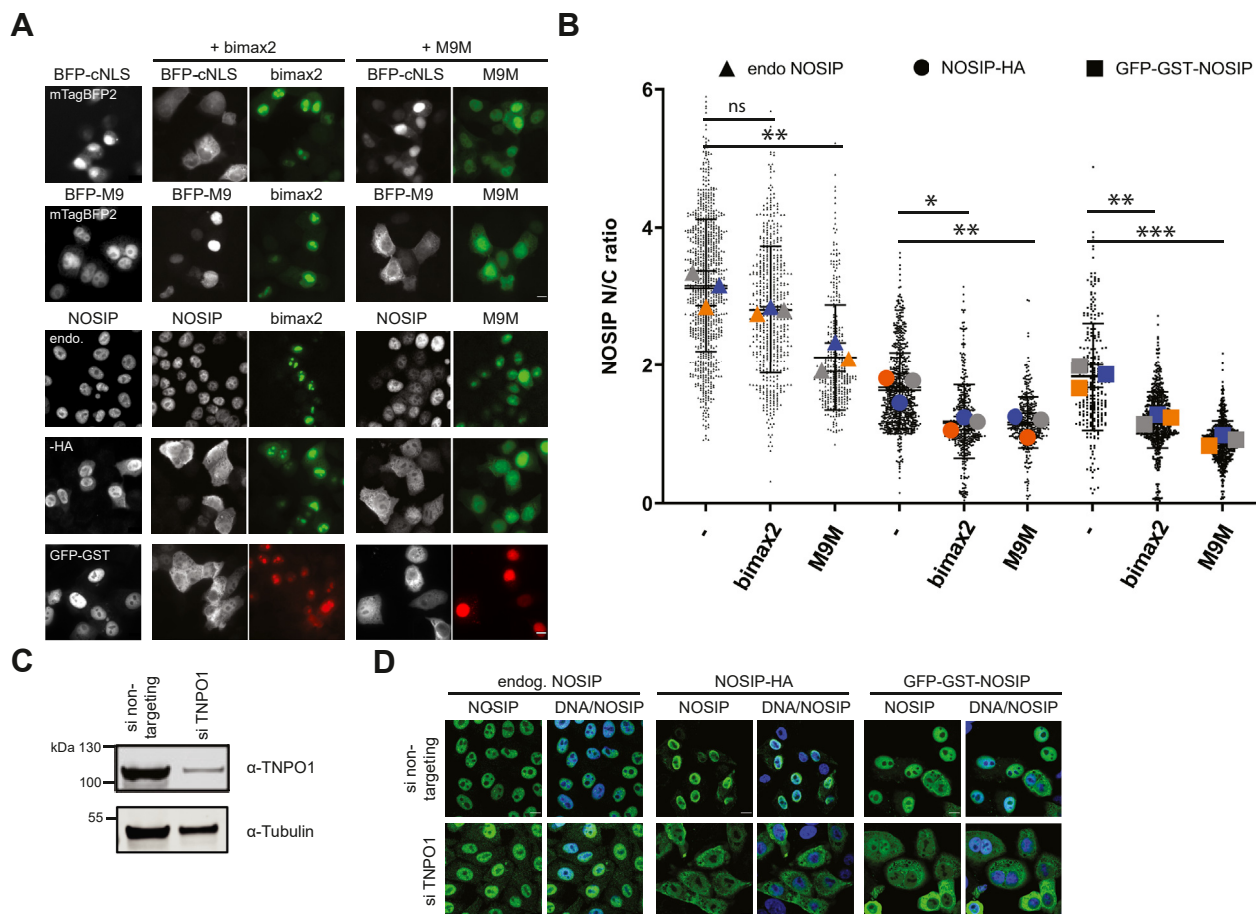 A
+ bimax2
+ M9M
BFP-cNLS
BFP-cNLS
bimax2
BFP-cNLS
M9M
mTagBFP2
BFP-M9
BFP-M9
bimax2
BFP-M9
M9M
mTagBFP2
NOSIP
NOSIP
bimax2
NOSIP
M9M
endo.
-HA
GFP-GST
B
endo NOSIP
NOSIP-HA
GFP-GST-NOSIP
NOSIP N/C ratio
6
4
2
0
ns
**
*
**
**
***
-
bimax2
M9M
-
bimax2
M9M
-
bimax2
M9M
C
si non-
targeting
si TNPO1
kDa 130
100
α-TNPO1
55
α-Tubulin
D
endog. NOSIP
NOSIP-HA
GFP-GST-NOSIP
NOSIP
DNA/NOSIP
NOSIP
DNA/NOSIP
NOSIP
DNA/NOSIP
si non-
targeting
si TNPO1